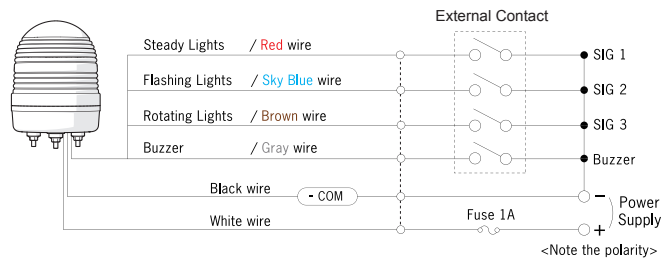 External Contact
Steady Lights / Red wire
SIG 1
Flashing Lights / Sky Blue wire
SIG 2
Rotating Lights / Brown wire
SIG 3
Buzzer / Gray wire
Buzzer
Black wire
- COM
−
Power
Supply
White wire
Fuse 1A
+
<Note the polarity>